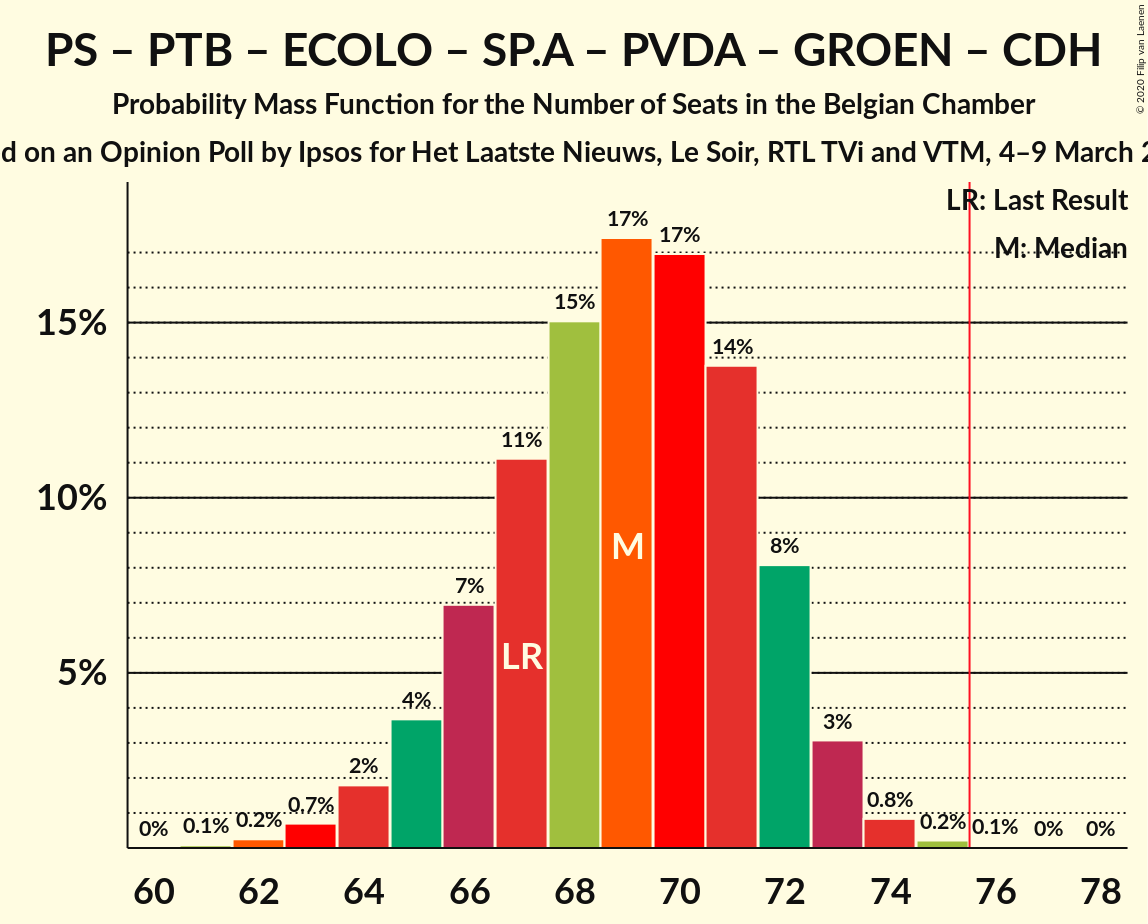 PS – PTB – ECOLO – SP.A – PVDA – GROEN – CDH
Probability Mass Function for the Number of Seats in the Belgian Chamber
on an Opinion Poll by Ipsos for Het Laatste Nieuws, Le Soir, RTL TVi and VTM, 4–9 March
© 2020 Filip van Laenen
LR: Last Result
M: Median
17%
17%
15%
15%
14%
11%
10%
8%
M
7%
LR
5%
4%
3%
2%
0% 0.1% 0.2% 0.7% 0.8% 0.2% 0.1% 0% 0%
60 62 64 66 68 70 72 74 76 78